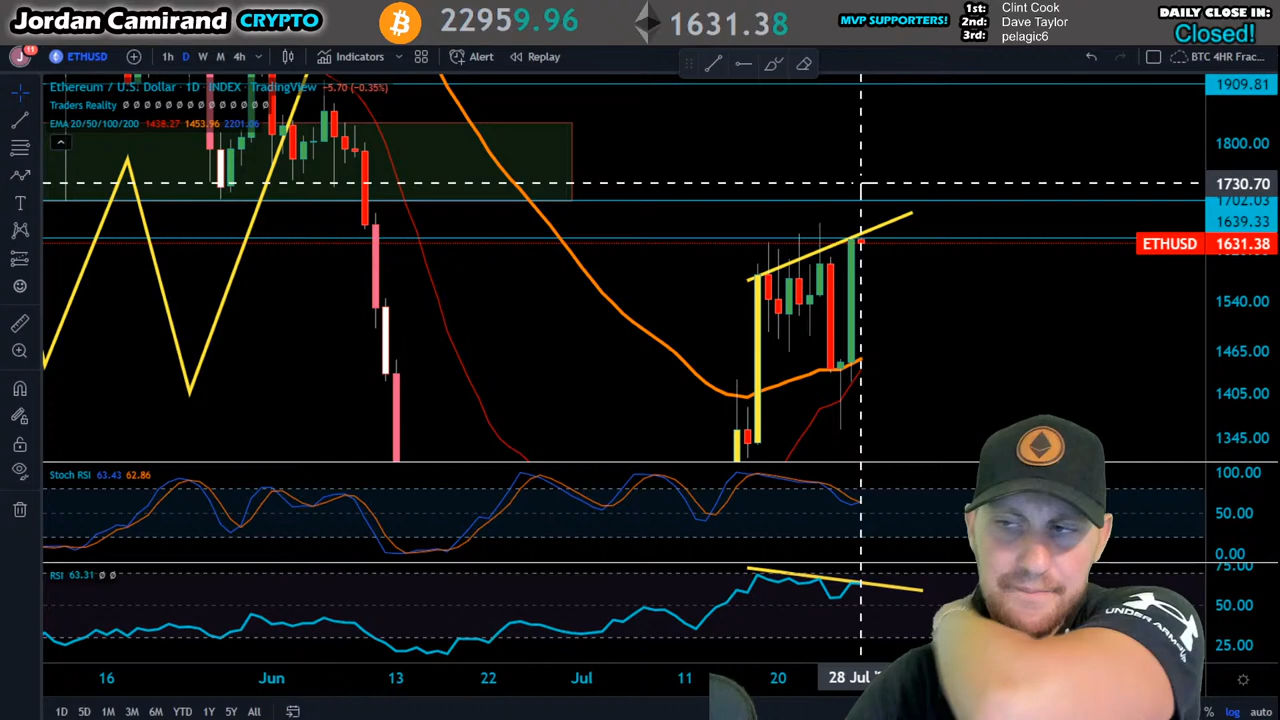 Jordan Camirand CRYPTO
22959.96
1631.38
MVP SUPPORTERS!
1st: Clint Cook
2nd: Dave Taylor
3rd: pelagic6
DAILY CLOSE IN:
Closed!
J 11 ETHUSD 1h D W M 4h Indicators Alert Replay BTC 4HR Frac...
Ethereum / U.S. Dollar · 1D · INDEX · TradingView -5.70 (-0.35%)
Traders Reality Ø Ø Ø Ø Ø Ø Ø Ø Ø Ø Ø Ø Ø
EMA 20/50/100/200 1438.27 1453.96 2201.06
1909.81
1800.00
1730.70
1702.03
1639.33
ETHUSD 1631.38
1540.00
1465.00
1405.00
1345.00
Stoch RSI 63.43 62.86
100.00
50.00
0.00
RSI 63.31 Ø Ø
75.00
50.00
25.00
16 Jun 13 22 Jul 11 20 28 Jul
1D 5D 1M 3M 6M YTD 1Y 5Y All % log auto
UNDER ARMOUR